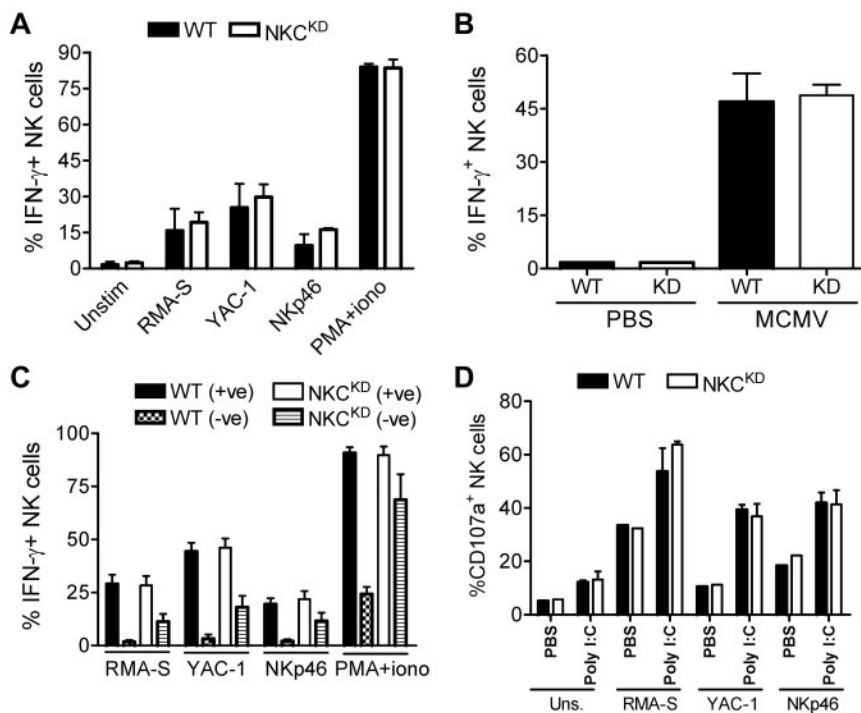 A
WT NKC^KD
% IFN-γ+ NK cells
90
75
60
45
30
15
0
Unstim
RMA-S
YAC-1
NKp46
PMA+iono
B
% IFN-γ⁺ NK cells
60
50
40
30
20
10
0
WT KD WT KD
PBS MCMV
C
WT (+ve) NKC^KD (+ve)
WT (-ve) NKC^KD (-ve)
% IFN-γ+ NK cells
100
75
50
25
0
RMA-S YAC-1 NKp46 PMA+iono
D
WT NKC^KD
%CD107a⁺ NK cells
80
60
40
20
0
PBS Poly I:C PBS Poly I:C PBS Poly I:C PBS Poly I:C
Uns. RMA-S YAC-1 NKp46